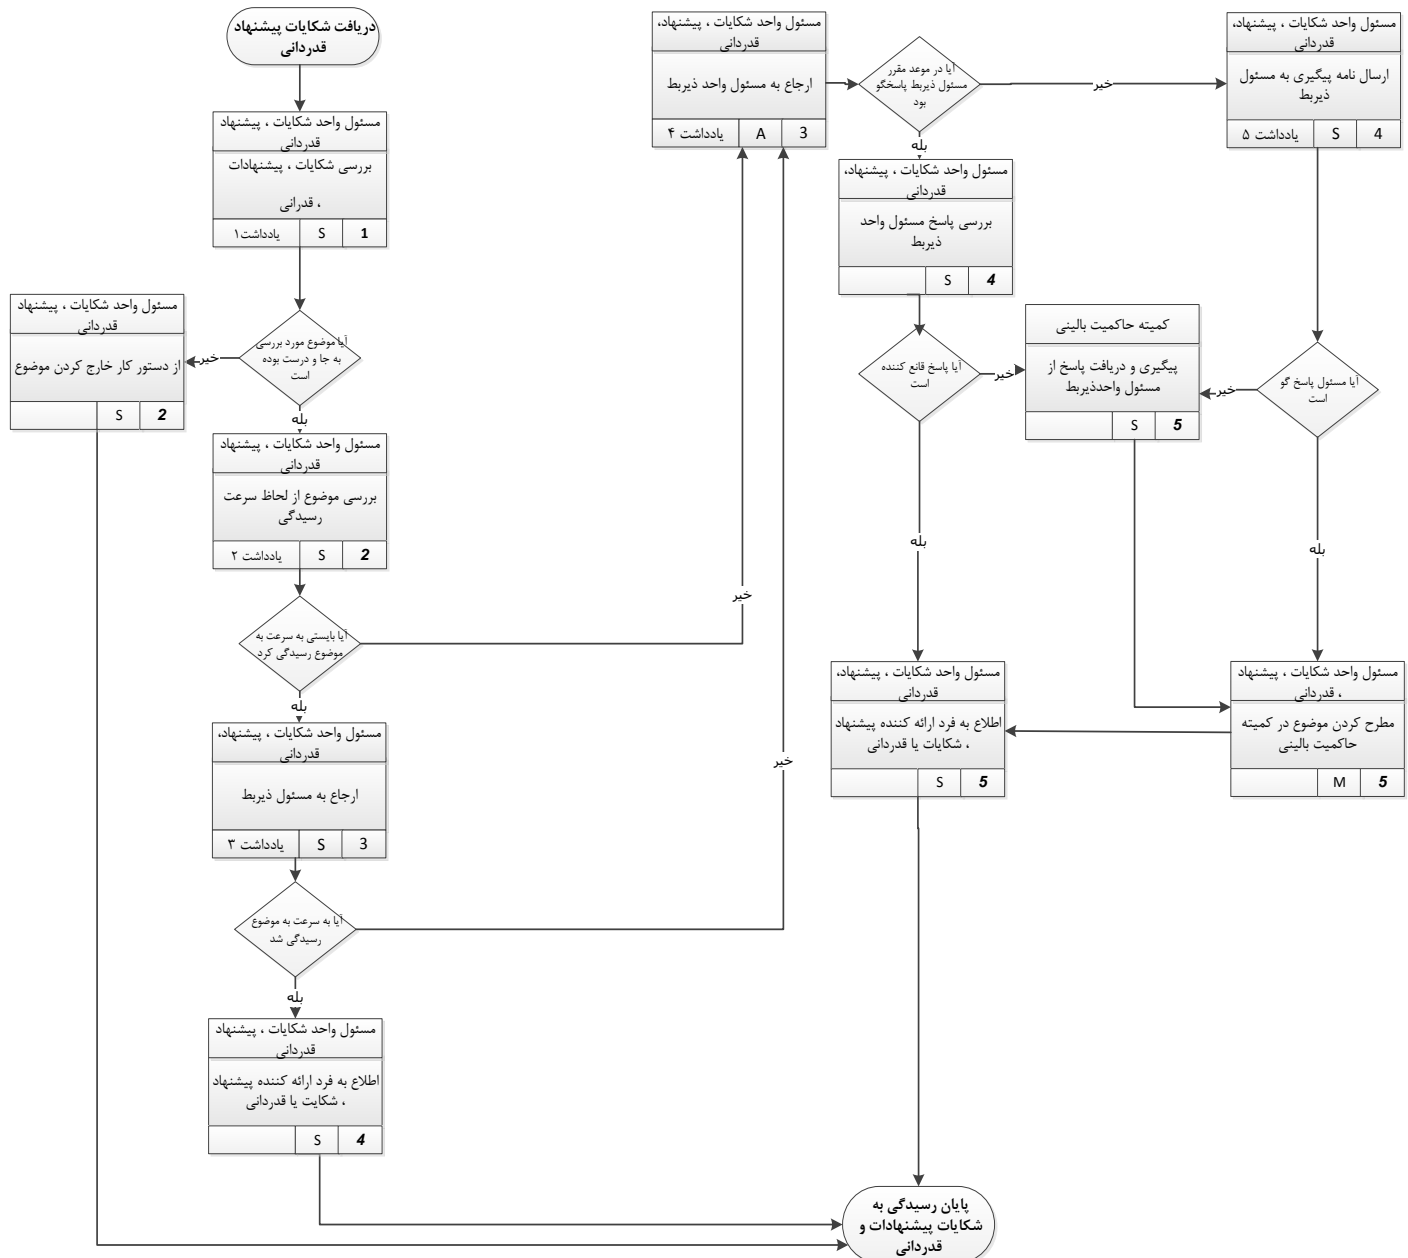 دریافت شکایات پیشنهاد
قدردانی
مسئول واحد شکایات ، پیشنهاد
قدردانی
بررسی شکایات ، پیشنهادات
، قدرانی
1
S
یادداشت۱
آیا موضوع مورد بررسی
به جا و درست بوده
است
خیر
مسئول واحد شکایات ، پیشنهاد
قدردانی
از دستور کار خارج کردن موضوع
2
S
بله
مسئول واحد شکایات ، پیشنهاد
قدردانی
بررسی موضوع از لحاظ سرعت
رسیدگی
2
S
یادداشت ۲
آیا بایستی به سرعت به
موضوع رسیدگی کرد
خیر
بله
مسئول واحد شکایات ، پیشنهاد،
قدردانی
ارجاع به مسئول ذیربط
3
S
یادداشت ۳
آیا به سرعت به موضوع
رسیدگی شد
خیر
بله
مسئول واحد شکایات ، پیشنهاد
قدردانی
اطلاع به فرد ارائه کننده پیشنهاد
، شکایت یا قدردانی
4
S
مسئول واحد شکایات ، پیشنهاد،
قدردانی
ارجاع به مسئول واحد ذیربط
3
A
یادداشت ۴
آیا در موعد مقرر
مسئول ذیربط پاسخگو
بود
خیر
بله
مسئول واحد شکایات ، پیشنهاد،
قدردانی
بررسی پاسخ مسئول واحد
ذیربط
4
S
آیا پاسخ قانع کننده
است
خیر
بله
کمیته حاکمیت بالینی
پیگیری و دریافت پاسخ از
مسئول واحدذیربط
5
S
مسئول واحد شکایات ، پیشنهاد،
قدردانی
ارسال نامه پیگیری به مسئول
ذیربط
4
S
یادداشت ۵
آیا مسئول پاسخ گو
است
خیر
بله
مسئول واحد شکایات ، پیشنهاد
، قدردانی
مطرح کردن موضوع در کمیته
حاکمیت بالینی
5
M
مسئول واحد شکایات ، پیشنهاد،
قدردانی
اطلاع به فرد ارائه کننده پیشنهاد
، شکایات یا قدردانی
5
S
پایان رسیدگی به
شکایات پیشنهادات و
قدردانی